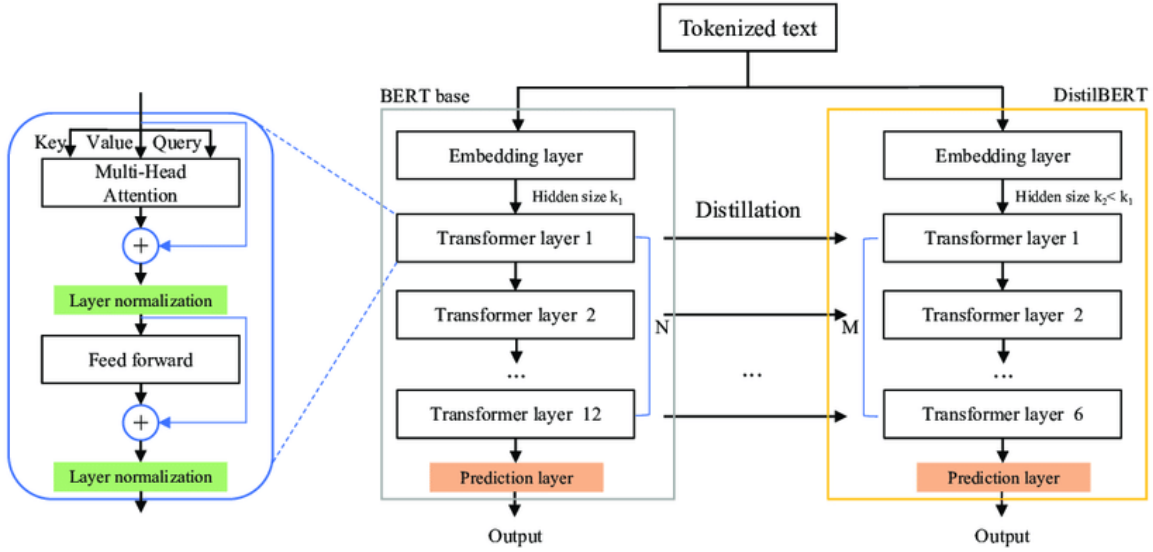 Tokenized text
Key Value Query
Multi-Head
Attention
+
Layer normalization
Feed forward
+
Layer normalization
BERT base
Embedding layer
Hidden size k₁
Transformer layer 1
Transformer layer 2
...
Transformer layer 12
Prediction layer
Output
N
Distillation
...
M
DistilBERT
Embedding layer
Hidden size k₂< k₁
Transformer layer 1
Transformer layer 2
...
Transformer layer 6
Prediction layer
Output